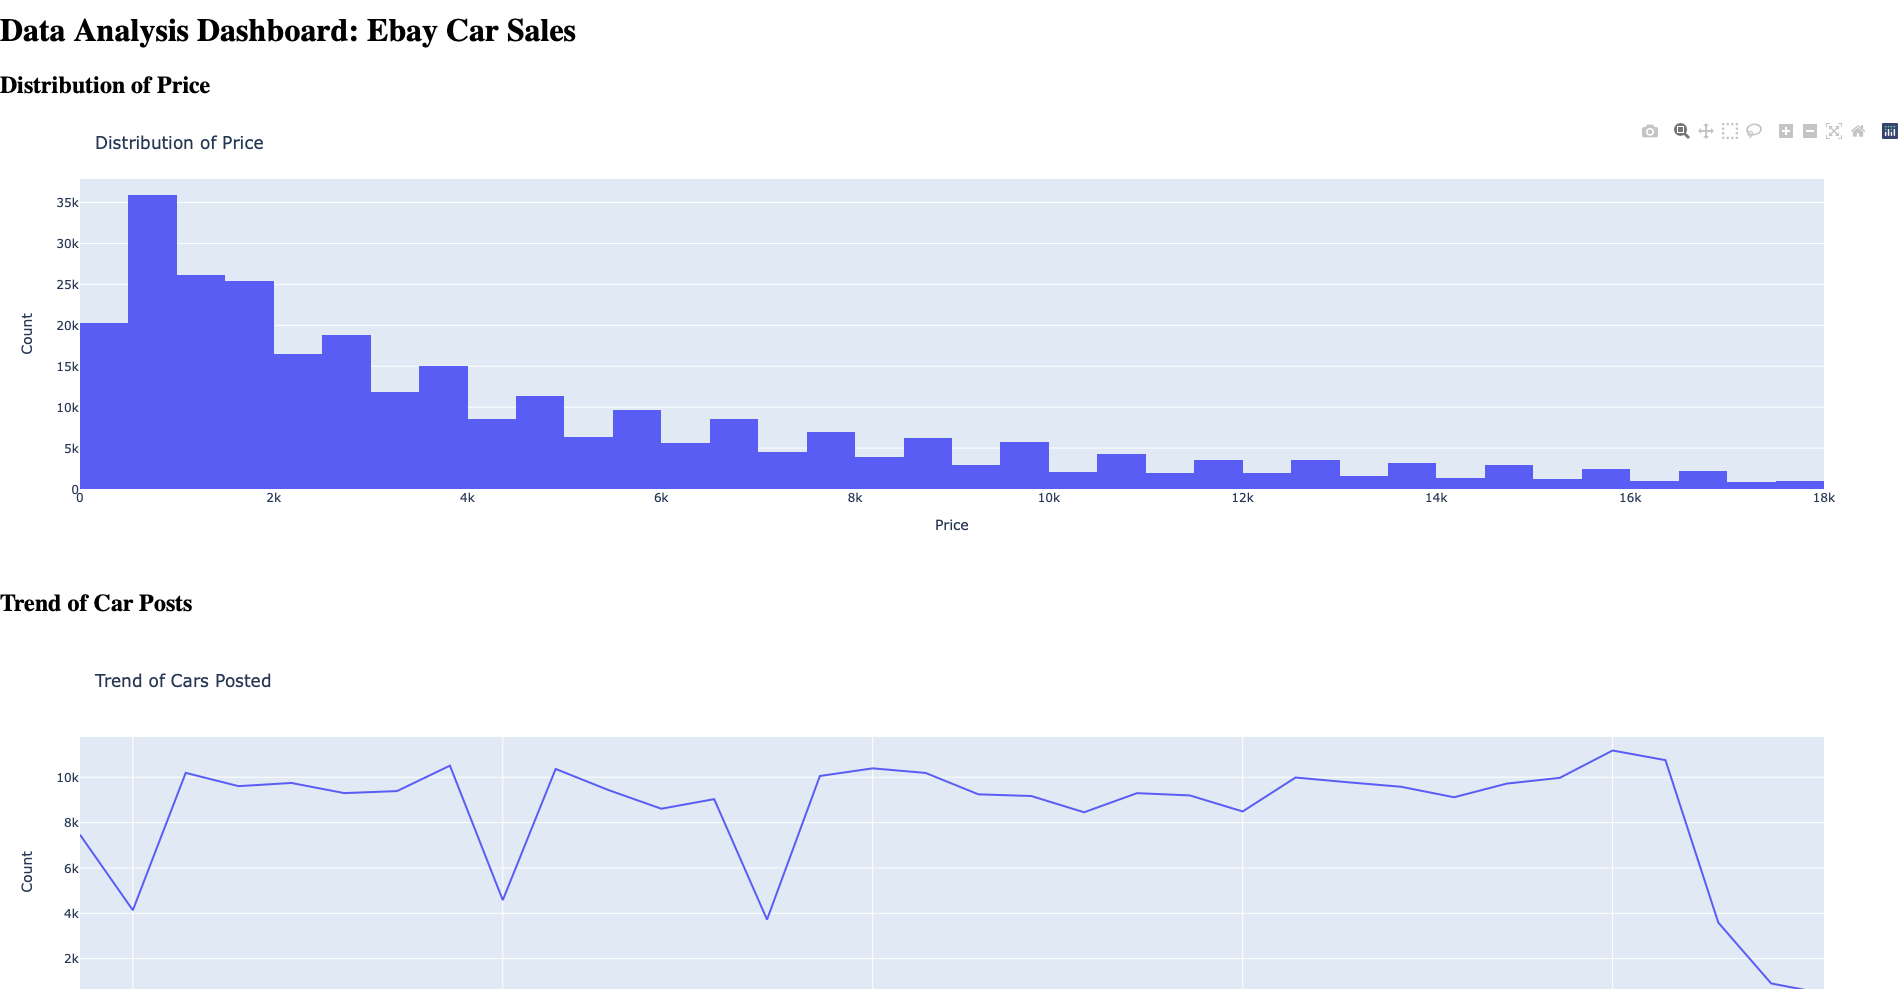 Data Analysis Dashboard: Ebay Car Sales
Distribution of Price
Distribution of Price
35k
30k
25k
20k
15k
10k
5k
0
Count
0 2k 4k 6k 8k 10k 12k 14k 16k 18k
Price
Trend of Car Posts
Trend of Cars Posted
10k
8k
6k
4k
2k
Count